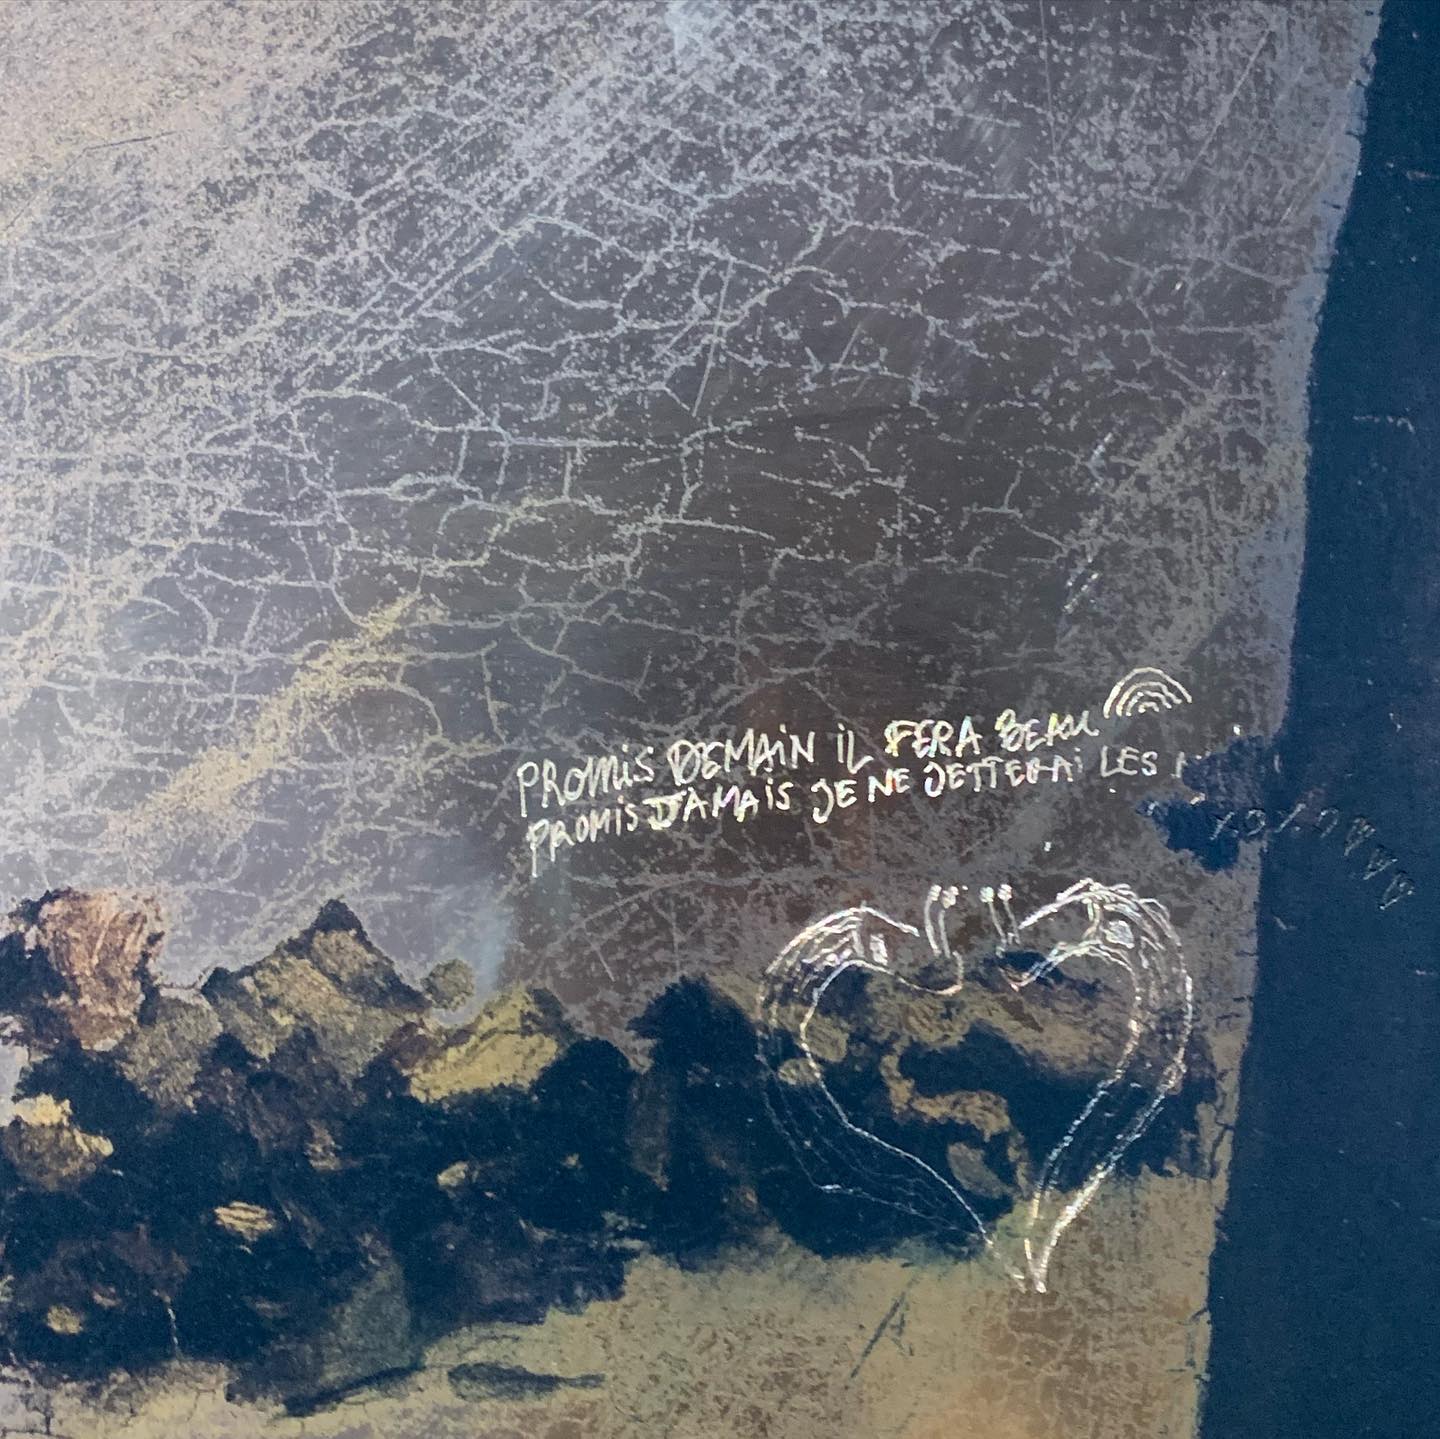 PROMIS DEMAIN IL FERA BEAU
PROMIS JAMAIS JE NE JETTERAI LES